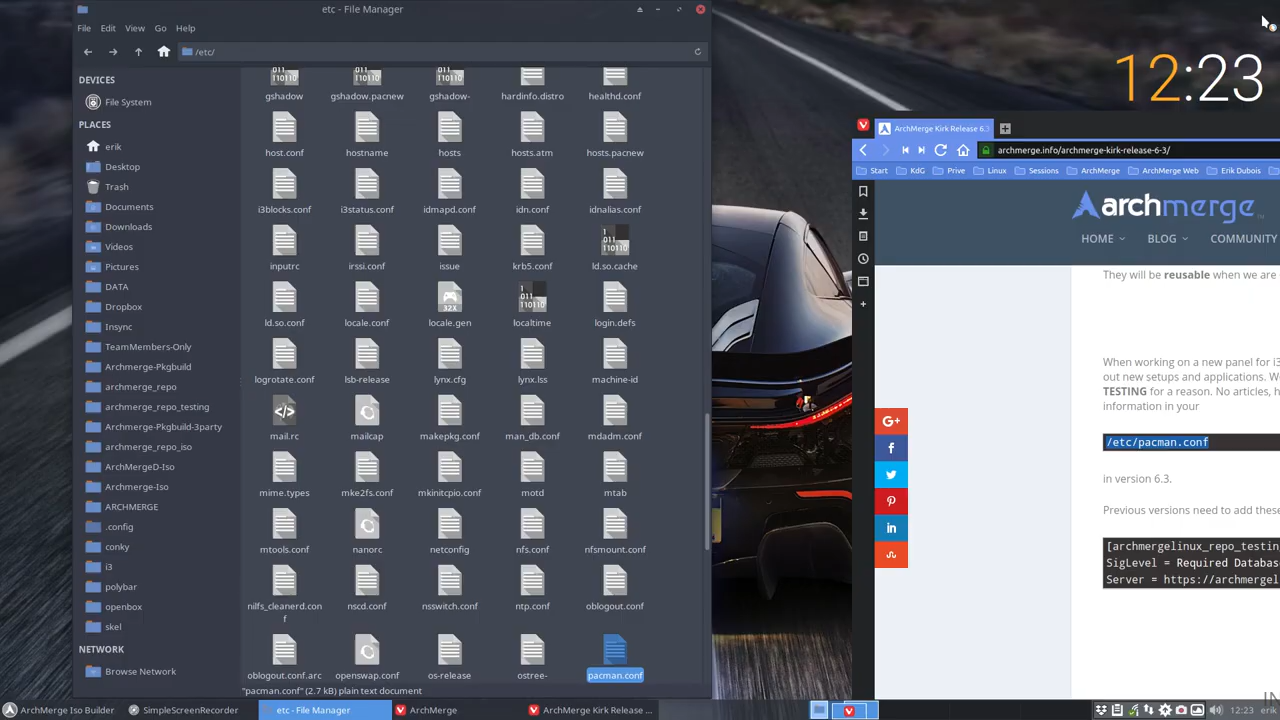 etc - File Manager
File Edit View Go Help
/etc/
DEVICES
File System
PLACES
erik
Desktop
Trash
Documents
Downloads
Videos
Pictures
DATA
Dropbox
Insync
TeamMembers-Only
Archmerge-Pkgbuild
archmerge_repo
archmerge_repo_testing
Archmerge-Pkgbuild-3party
archmerge_repo_iso
ArchMergeD-Iso
Archmerge-Iso
ARCHMERGE
.config
conky
i3
polybar
openbox
skel
NETWORK
Browse Network
gshadow gshadow.pacnew gshadow- hardinfo.distro healthd.conf
host.conf hostname hosts hosts.atm hosts.pacnew
i3blocks.conf i3status.conf idmapd.conf idn.conf idnalias.conf
inputrc irssi.conf issue krb5.conf ld.so.cache
ld.so.conf locale.conf locale.gen localtime login.defs
logrotate.conf lsb-release lynx.cfg lynx.lss machine-id
mail.rc mailcap makepkg.conf man_db.conf mdadm.conf
mime.types mke2fs.conf mkinitcpio.conf motd mtab
mtools.conf nanorc netconfig nfs.conf nfsmount.conf
nilfs_cleanerd.con
f
nscd.conf nsswitch.conf ntp.conf oblogout.conf
oblogout.conf.arc openswap.conf os-release ostree- pacman.conf
"pacman.conf" (2.7 kB) plain text document
12:23
ArchMerge Kirk Release 6.3
archmerge.info/archmerge-kirk-release-6-3/
Start KdG Prive Linux Sessions ArchMerge ArchMerge Web Erik Dubois
archmerge
HOME BLOG COMMUNITY
They will be reusable when we are
When working on a new panel for i3
out new setups and applications. W
TESTING for a reason. No articles, h
information in your
/etc/pacman.conf
in version 6.3.
Previous versions need to add these
[archmergelinux_repo_testin
SigLevel = Required Databas
Server = https://archmergel
G+
f
in
ArchMerge Iso Builder SimpleScreenRecorder etc - File Manager ArchMerge ArchMerge Kirk Release ... 12:23 erik